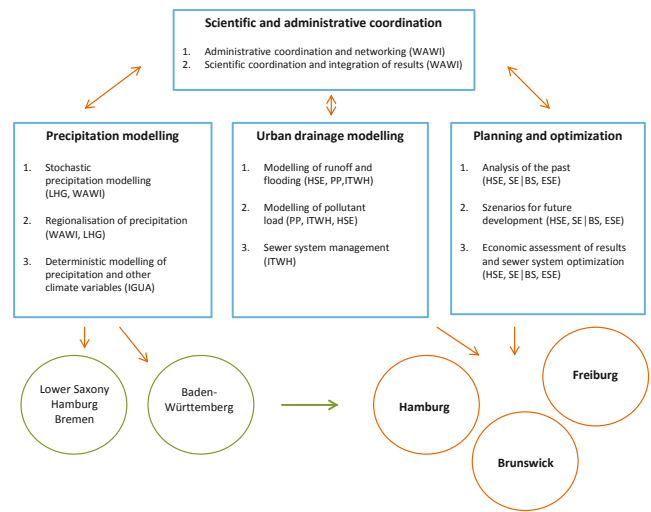 Scientific and administrative coordination
1. Administrative coordination and networking (WAWI)
2. Scientific coordination and integration of results (WAWI)
Precipitation modelling
1. Stochastic
precipitation modelling
(LHG, WAWI)
2. Regionalisation of precipitation
(WAWI, LHG)
3. Deterministic modelling of
precipitation and other
climate variables (IGUA)
Urban drainage modelling
1. Modelling of runoff and
flooding (HSE, PP,ITWH)
2. Modelling of pollutant
load (PP, ITWH, HSE)
3. Sewer system management
(ITWH)
Planning and optimization
1. Analysis of the past
(HSE, SE|BS, ESE)
2. Szenarios for future
development (HSE, SE|BS, ESE)
3. Economic assessment of results
and sewer system optimization
(HSE, SE|BS, ESE)
Lower Saxony
Hamburg
Bremen
Baden-
Württemberg
Hamburg
Brunswick
Freiburg